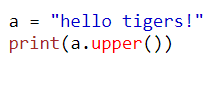 a = "hello tigers!"
print(a.upper())